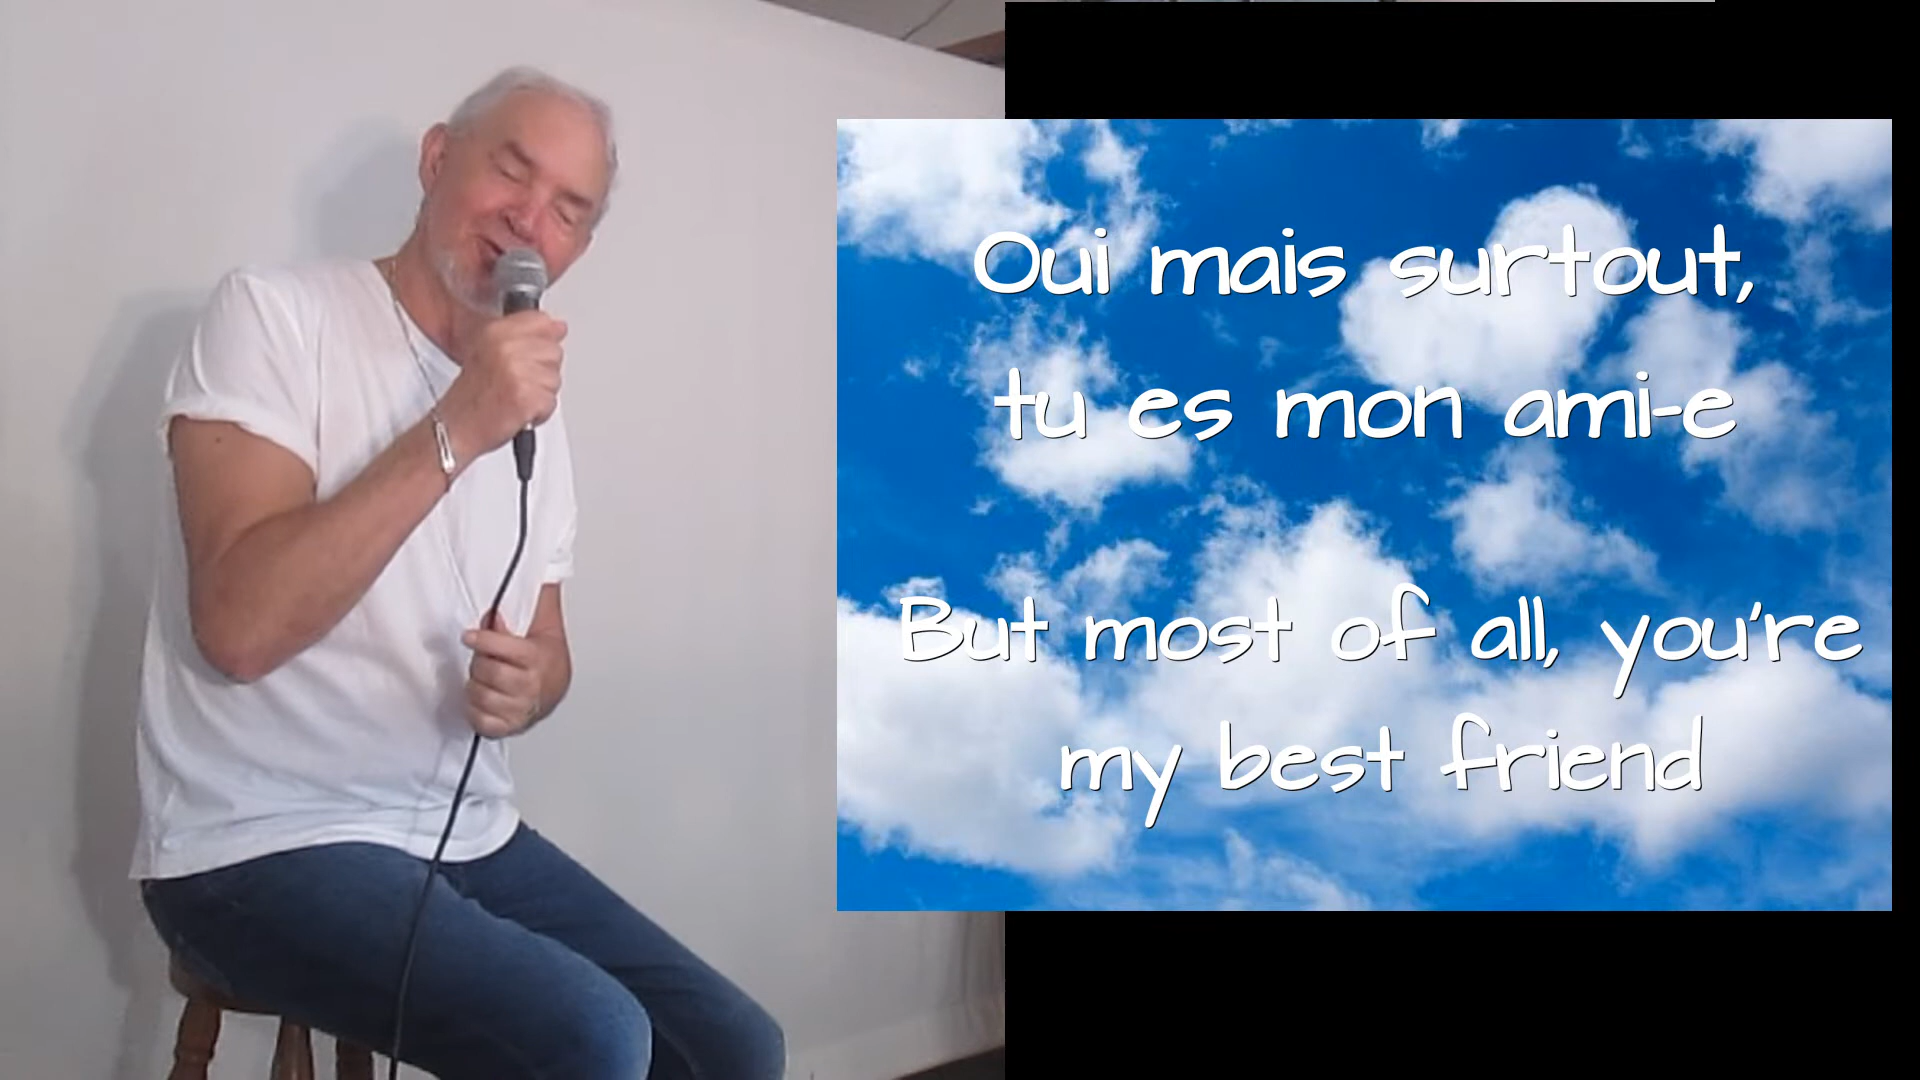 Oui mais surtout,
tu es mon ami-e
But most of all, you're
my best friend